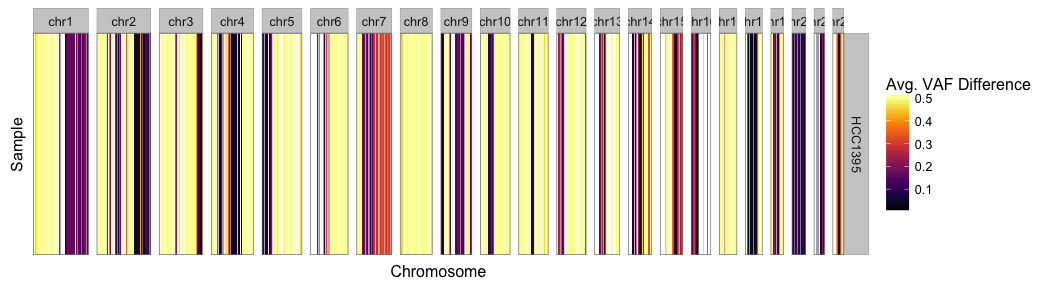 chr1 chr2 chr3 chr4 chr5 chr6 chr7 chr8 chr9 chr10 chr11 chr12 chr13 chr14 chr15
Sample
HCC1395
Chromosome
Avg. VAF Difference
0.5
0.4
0.3
0.2
0.1